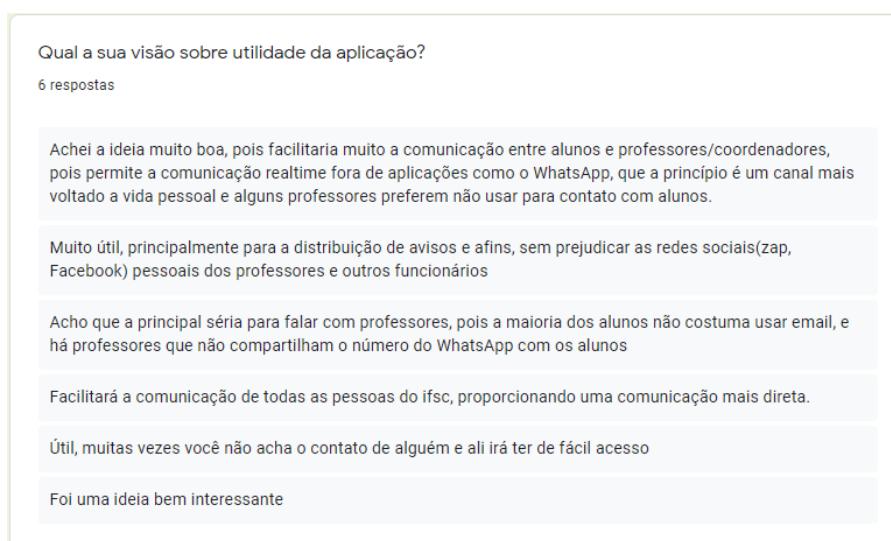 Qual a sua visão sobre utilidade da aplicação?
6 respostas
Achei a ideia muito boa, pois facilitaria muito a comunicação entre alunos e professores/coordenadores,
pois permite a comunicação realtime fora de aplicações como o WhatsApp, que a princípio é um canal mais
voltado a vida pessoal e alguns professores preferem não usar para contato com alunos.
Muito útil, principalmente para a distribuição de avisos e afins, sem prejudicar as redes sociais(zap,
Facebook) pessoais dos professores e outros funcionários
Acho que a principal séria para falar com professores, pois a maioria dos alunos não costuma usar email, e
há professores que não compartilham o número do WhatsApp com os alunos
Facilitará a comunicação de todas as pessoas do ifsc, proporcionando uma comunicação mais direta.
Útil, muitas vezes você não acha o contato de alguém e ali irá ter de fácil acesso
Foi uma ideia bem interessante